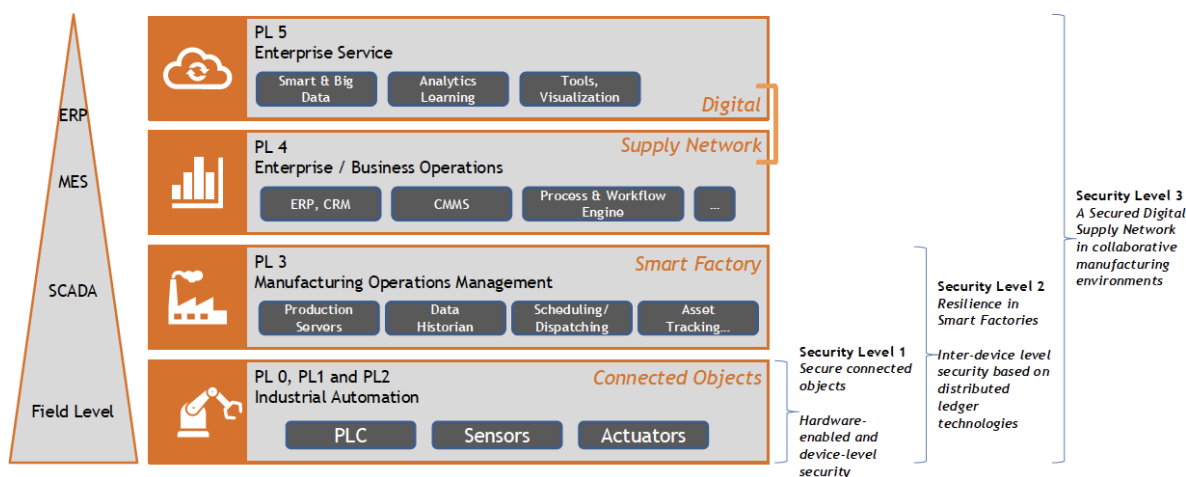 ERP
MES
SCADA
Field Level
PL 5
Enterprise Service
Smart & Big
Data
Analytics
Learning
Tools,
Visualization
Digital
PL 4
Supply Network
Enterprise / Business Operations
ERP, CRM
CMMS
Process & Workflow
Engine
...
PL 3
Smart Factory
Manufacturing Operations Management
Production
Servers
Data
Historian
Scheduling/
Dispatching
Asset
Tracking...
PL 0, PL1 and PL2
Connected Objects
Industrial Automation
PLC
Sensors
Actuators
Security Level 1
Secure connected
objects
Hardware-
enabled and
device-level
security
Security Level 2
Resilience in
Smart Factories
Inter-device level
security based on
distributed
ledger
technologies
Security Level 3
A Secured Digital
Supply Network
in collaborative
manufacturing
environments